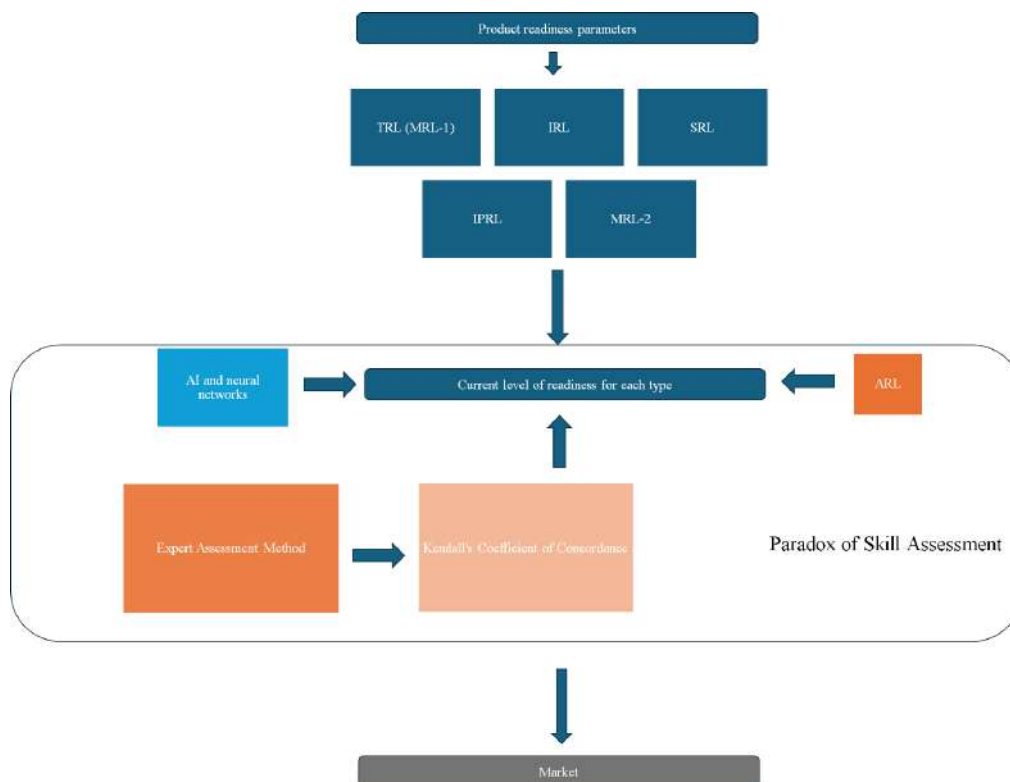 Product readiness parameters
TRL (MRL-1)
IRL
SRL
IPRL
MRL-2
AI and neural
networks
Current level of readiness for each type
ARL
Expert Assessment Method
Kendall's Coefficient of Concordance
Paradox of Skill Assessment
Market